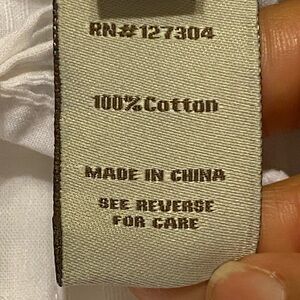 RN#127304
100%Cotton
MADE IN CHINA
SEE REVERSE
FOR CARE